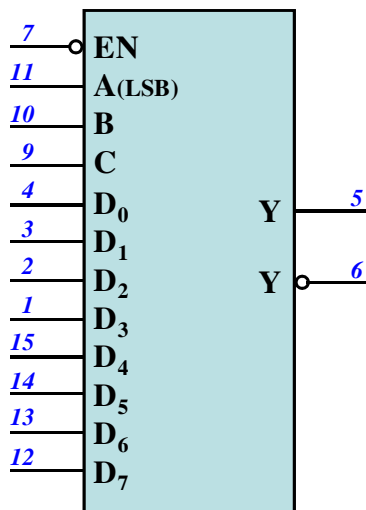 7 EN
11 A(LSB)
10 B
9 C
4 D0
3 D1
2 D2
1 D3
15 D4
14 D5
13 D6
12 D7
Y 5
Y 6